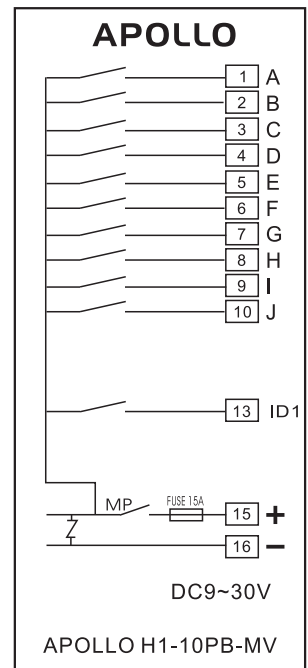 APOLLO
1 A
2 B
3 C
4 D
5 E
6 F
7 G
8 H
9 I
10 J
13 ID1
MP FUSE 15A 15 +
16 −
DC9~30V
APOLLO H1-10PB-MV